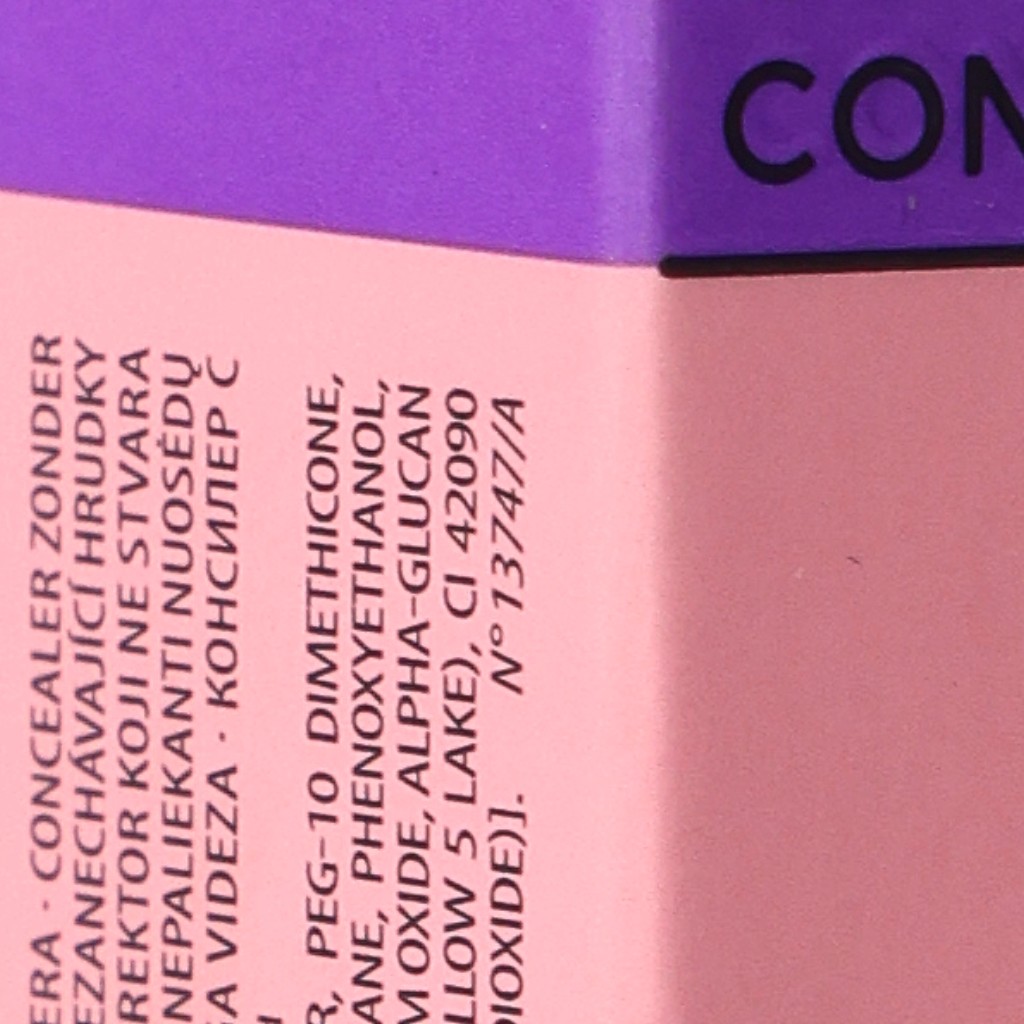 ERA · CONCEALER ZONDER
EZANECHÁVAJÍCÍ HRUDKY
REKTOR KOJI NE STVARA
NEPALIEKANTI NUOSĖDŲ
A VIDEZA · КОНСИЛЕР С
R, PEG-10 DIMETHICONE,
ANE, PHENOXYETHANOL,
M OXIDE, ALPHA-GLUCAN
LLOW 5 LAKE), CI 42090
DIOXIDE)]. N° 13747/A
CON